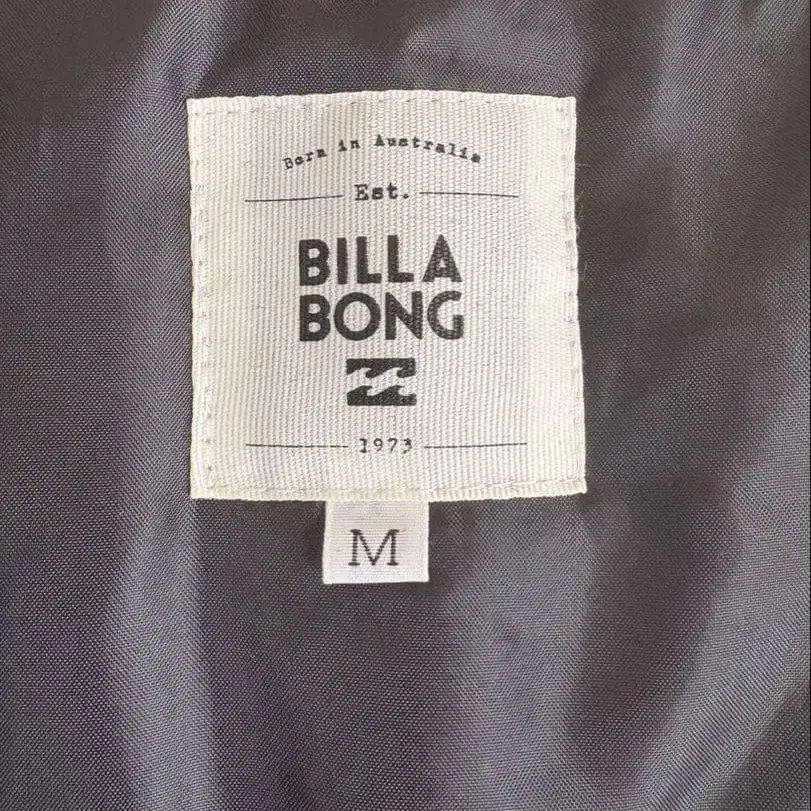 Born in Australia
Est.
BILLA
BONG
1973
M